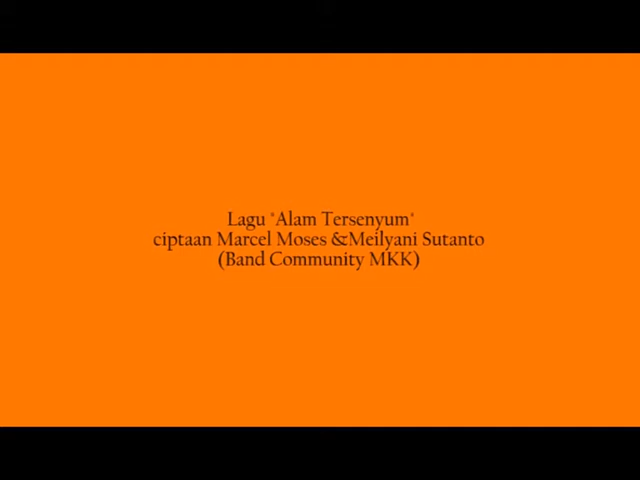 Lagu "Alam Tersenyum"
ciptaan Marcel Moses &Meilyani Sutanto
(Band Community MKK)